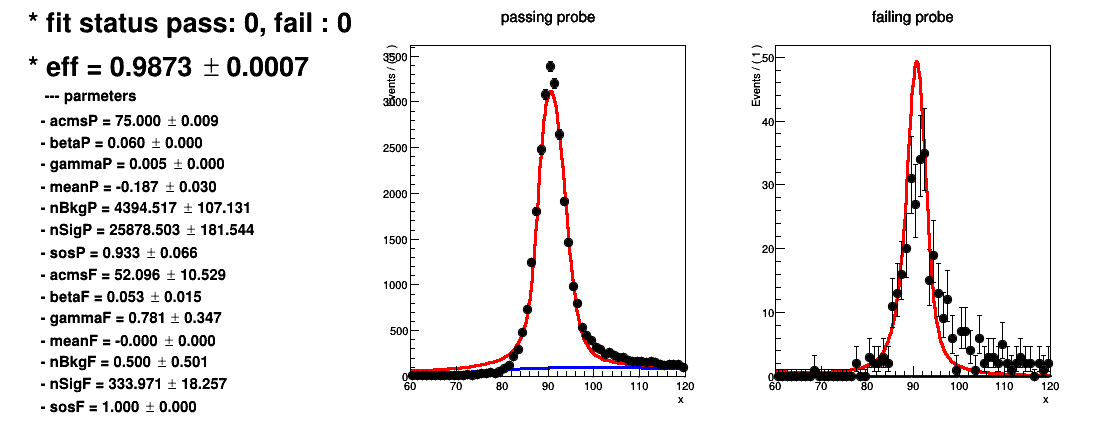 * fit status pass: 0, fail : 0
* eff = 0.9873 ± 0.0007
--- parmeters
- acmsP = 75.000 ± 0.009
- betaP = 0.060 ± 0.000
- gammaP = 0.005 ± 0.000
- meanP = -0.187 ± 0.030
- nBkgP = 4394.517 ± 107.131
- nSigP = 25878.503 ± 181.544
- sosP = 0.933 ± 0.066
- acmsF = 52.096 ± 10.529
- betaF = 0.053 ± 0.015
- gammaF = 0.781 ± 0.347
- meanF = -0.000 ± 0.000
- nBkgF = 0.500 ± 0.501
- nSigF = 333.971 ± 18.257
- sosF = 1.000 ± 0.000
passing probe
Events / ( 1 )
3500
3000
2500
2000
1500
1000
500
0
60 70 80 90 100 110 120
x
failing probe
Events / ( 1 )
50
40
30
20
10
0
60 70 80 90 100 110 120
x